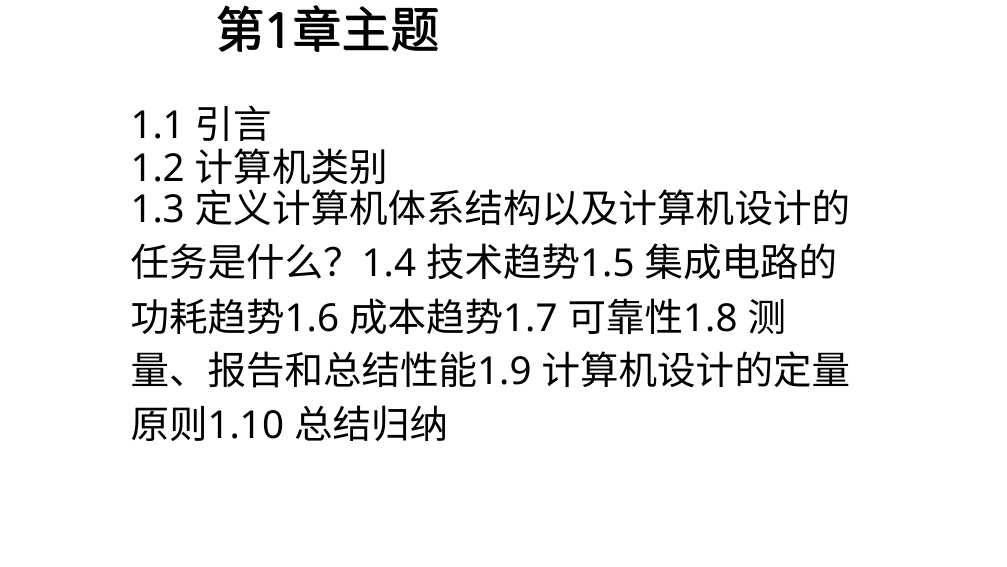 第1章主题
1.1 引言
1.2 计算机类别
1.3 定义计算机体系结构以及计算机设计的
任务是什么？1.4 技术趋势1.5 集成电路的
功耗趋势1.6 成本趋势1.7 可靠性1.8 测
量、报告和总结性能1.9 计算机设计的定量
原则1.10 总结归纳